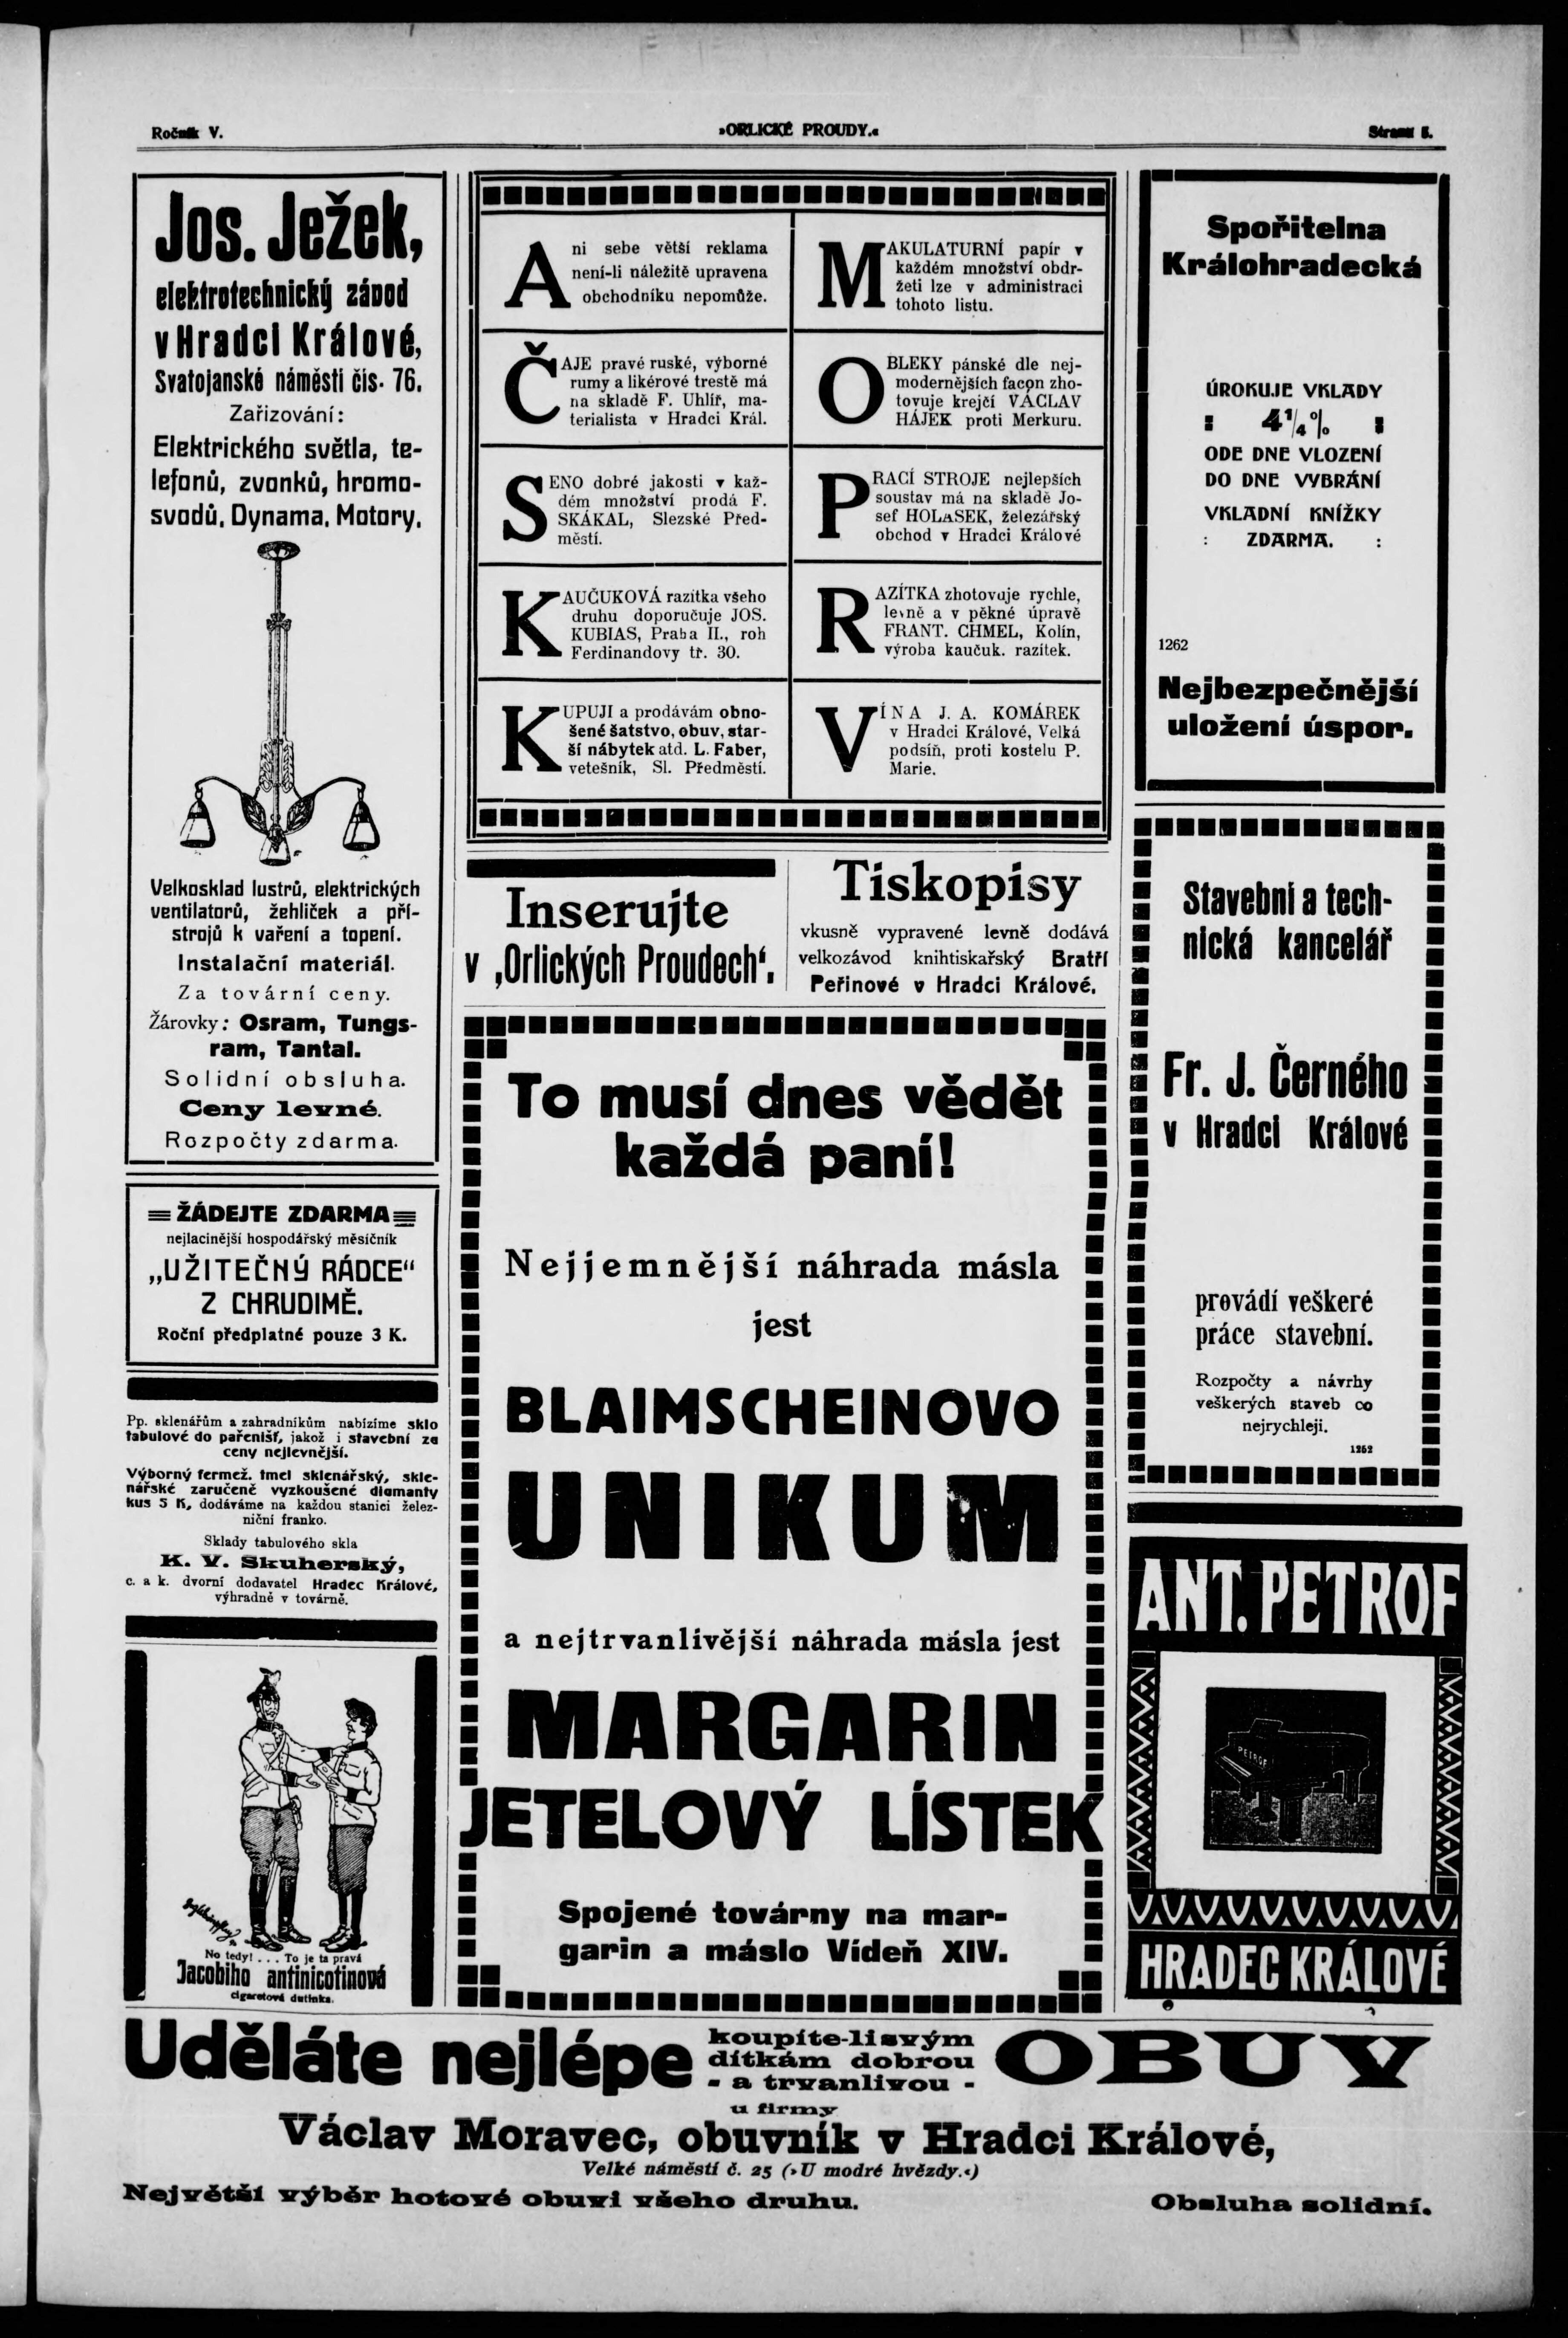 Ročník V.
»ORLICKÉ PROUDY.«
Strana 5.
Jos. Ježek,
elektrotechnický závod
v Hradci Králové,
Svatojanské náměstí čís. 76.
Zařizování:
Elektrického světla, te-
lefonů, zvonků, hromo-
svodů, Dynama, Motory.
Velkosklad lustrů, elektrických
ventilatorů, žehliček a pří-
strojů k vaření a topení.
Instalační materiál.
Za tovární ceny.
Žárovky: Osram, Tungs-
ram, Tantal.
Solidní obsluha.
Ceny levné.
Rozpočty zdarma.
ŽÁDEJTE ZDARMA
nejlacinější hospodářský měsíčník
„UŽITEČNÝ RÁDCE“
Z CHRUDIMĚ.
Roční předplatné pouze 3 K.
Pp. sklenářům a zahradníkům nabízíme sklo
tabulové do pařenišť, jakož i stavební za
ceny nejlevnější.
Výborný fermež. tmel sklenářský, skle-
nářské zaručeně vyzkoušené diamanty
kus 5 K, dodáváme na každou stanici želez-
niční franko.
Sklady tabulového skla
K. V. Skuherský,
c. a k. dvorní dodavatel Hradec Králové,
výhradně v továrně.
No tedy! . . . To je ta pravá
Jacobiho antinicotinová
cigaretová dutinka.
Ani sebe větší reklama
není-li náležitě upravena
obchodníku nepomůže.
ČAJE pravé ruské, výborné
rumy a likérové trestě má
na skladě F. Uhlíř, ma-
terialista v Hradci Král.
SENO dobré jakosti v kaž-
dém množství prodá F.
SKÁKAL, Slezské Před-
městí.
KAUČUKOVÁ razítka všeho
druhu doporučuje JOS.
KUBIAS, Praha II., roh
Ferdinandovy tř. 30.
KUPUJI a prodávám obno-
šené šatstvo, obuv, star-
ší nábytek atd. L. Faber,
vetešník, Sl. Předměstí.
MAKULATURNÍ papír v
každém množství obdr-
žeti lze v administraci
tohoto listu.
OBLEKY pánské dle nej-
modernějších façon zho-
tovuje krejčí VÁCLAV
HÁJEK proti Merkuru.
PRACÍ STROJE nejlepších
soustav má na skladě Jo-
sef HOLASEK, železářský
obchod v Hradci Králové
RAZÍTKA zhotovuje rychle,
levně a v pěkné úpravě
FRANT. CHMEL, Kolín,
výroba kaučuk. razítek.
VÍNA J. A. KOMÁREK
v Hradci Králové, Velká
podsíň, proti kostelu P.
Marie.
Inserujte
v ‚Orlických Proudech‘.
Tiskopisy
vkusně vypravené levně dodává
velkozávod knihtiskařský Bratří
Peřinové v Hradci Králové.
To musí dnes vědět
každá paní!
Nejjemnější náhrada másla
jest
BLAIMSCHEINOVO
UNIKUM
a nejtrvanlivější náhrada másla jest
MARGARIN
JETELOVÝ LÍSTEK
Spojené továrny na mar-
garin a máslo Vídeň XIV.
Spořitelna
Králohradecká
ÚROKUJE VKLADY
: 4¼% :
ODE DNE VLOZENÍ
DO DNE VYBRÁNÍ
VKLADNÍ KNÍŽKY
: ZDARMA. :
1262
Nejbezpečnější
uložení úspor.
Stavební a tech-
nická kancelář
Fr. J. Černého
v Hradci Králové
provádí veškeré
práce stavební.
Rozpočty a návrhy
veškerých staveb co
nejrychleji.
1262
ANT. PETROF
PETROF
HRADEC KRÁLOVÉ
Uděláte nejlépe
koupíte-li svým
dítkám dobrou
- a trvanlivou -
OBUV
u firmy
Václav Moravec, obuvník v Hradci Králové,
Velké náměstí č. 25 (»U modré hvězdy.«)
Největší výběr hotové obuvi všeho druhu.
Obsluha solidní.